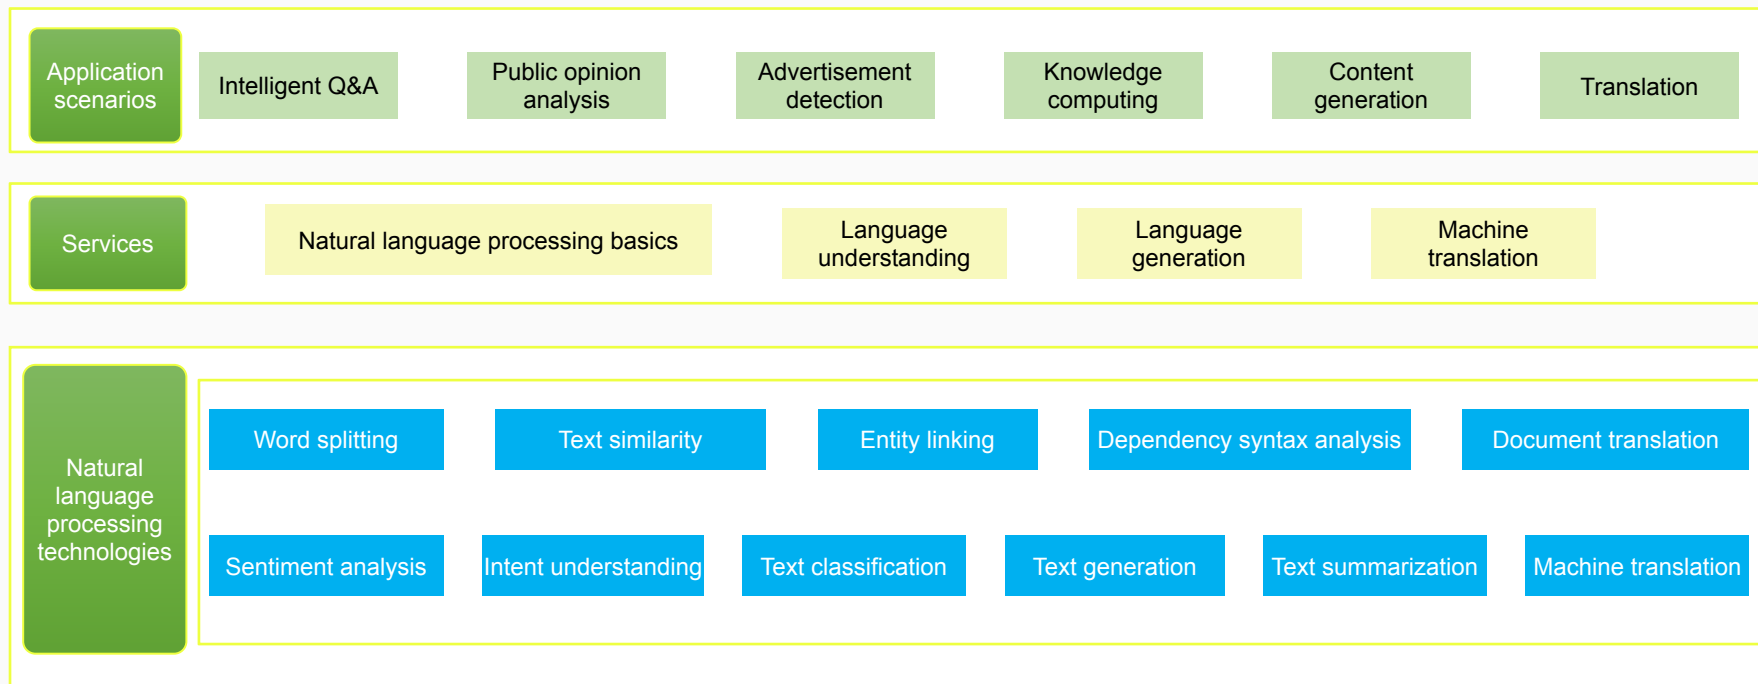 Application
scenarios
Intelligent Q&A
Public opinion
analysis
Advertisement
detection
Knowledge
computing
Content
generation
Translation
Services
Natural language processing basics
Language
understanding
Language
generation
Machine
translation
Natural
language
processing
technologies
Word splitting
Text similarity
Entity linking
Dependency syntax analysis
Document translation
Sentiment analysis
Intent understanding
Text classification
Text generation
Text summarization
Machine translation